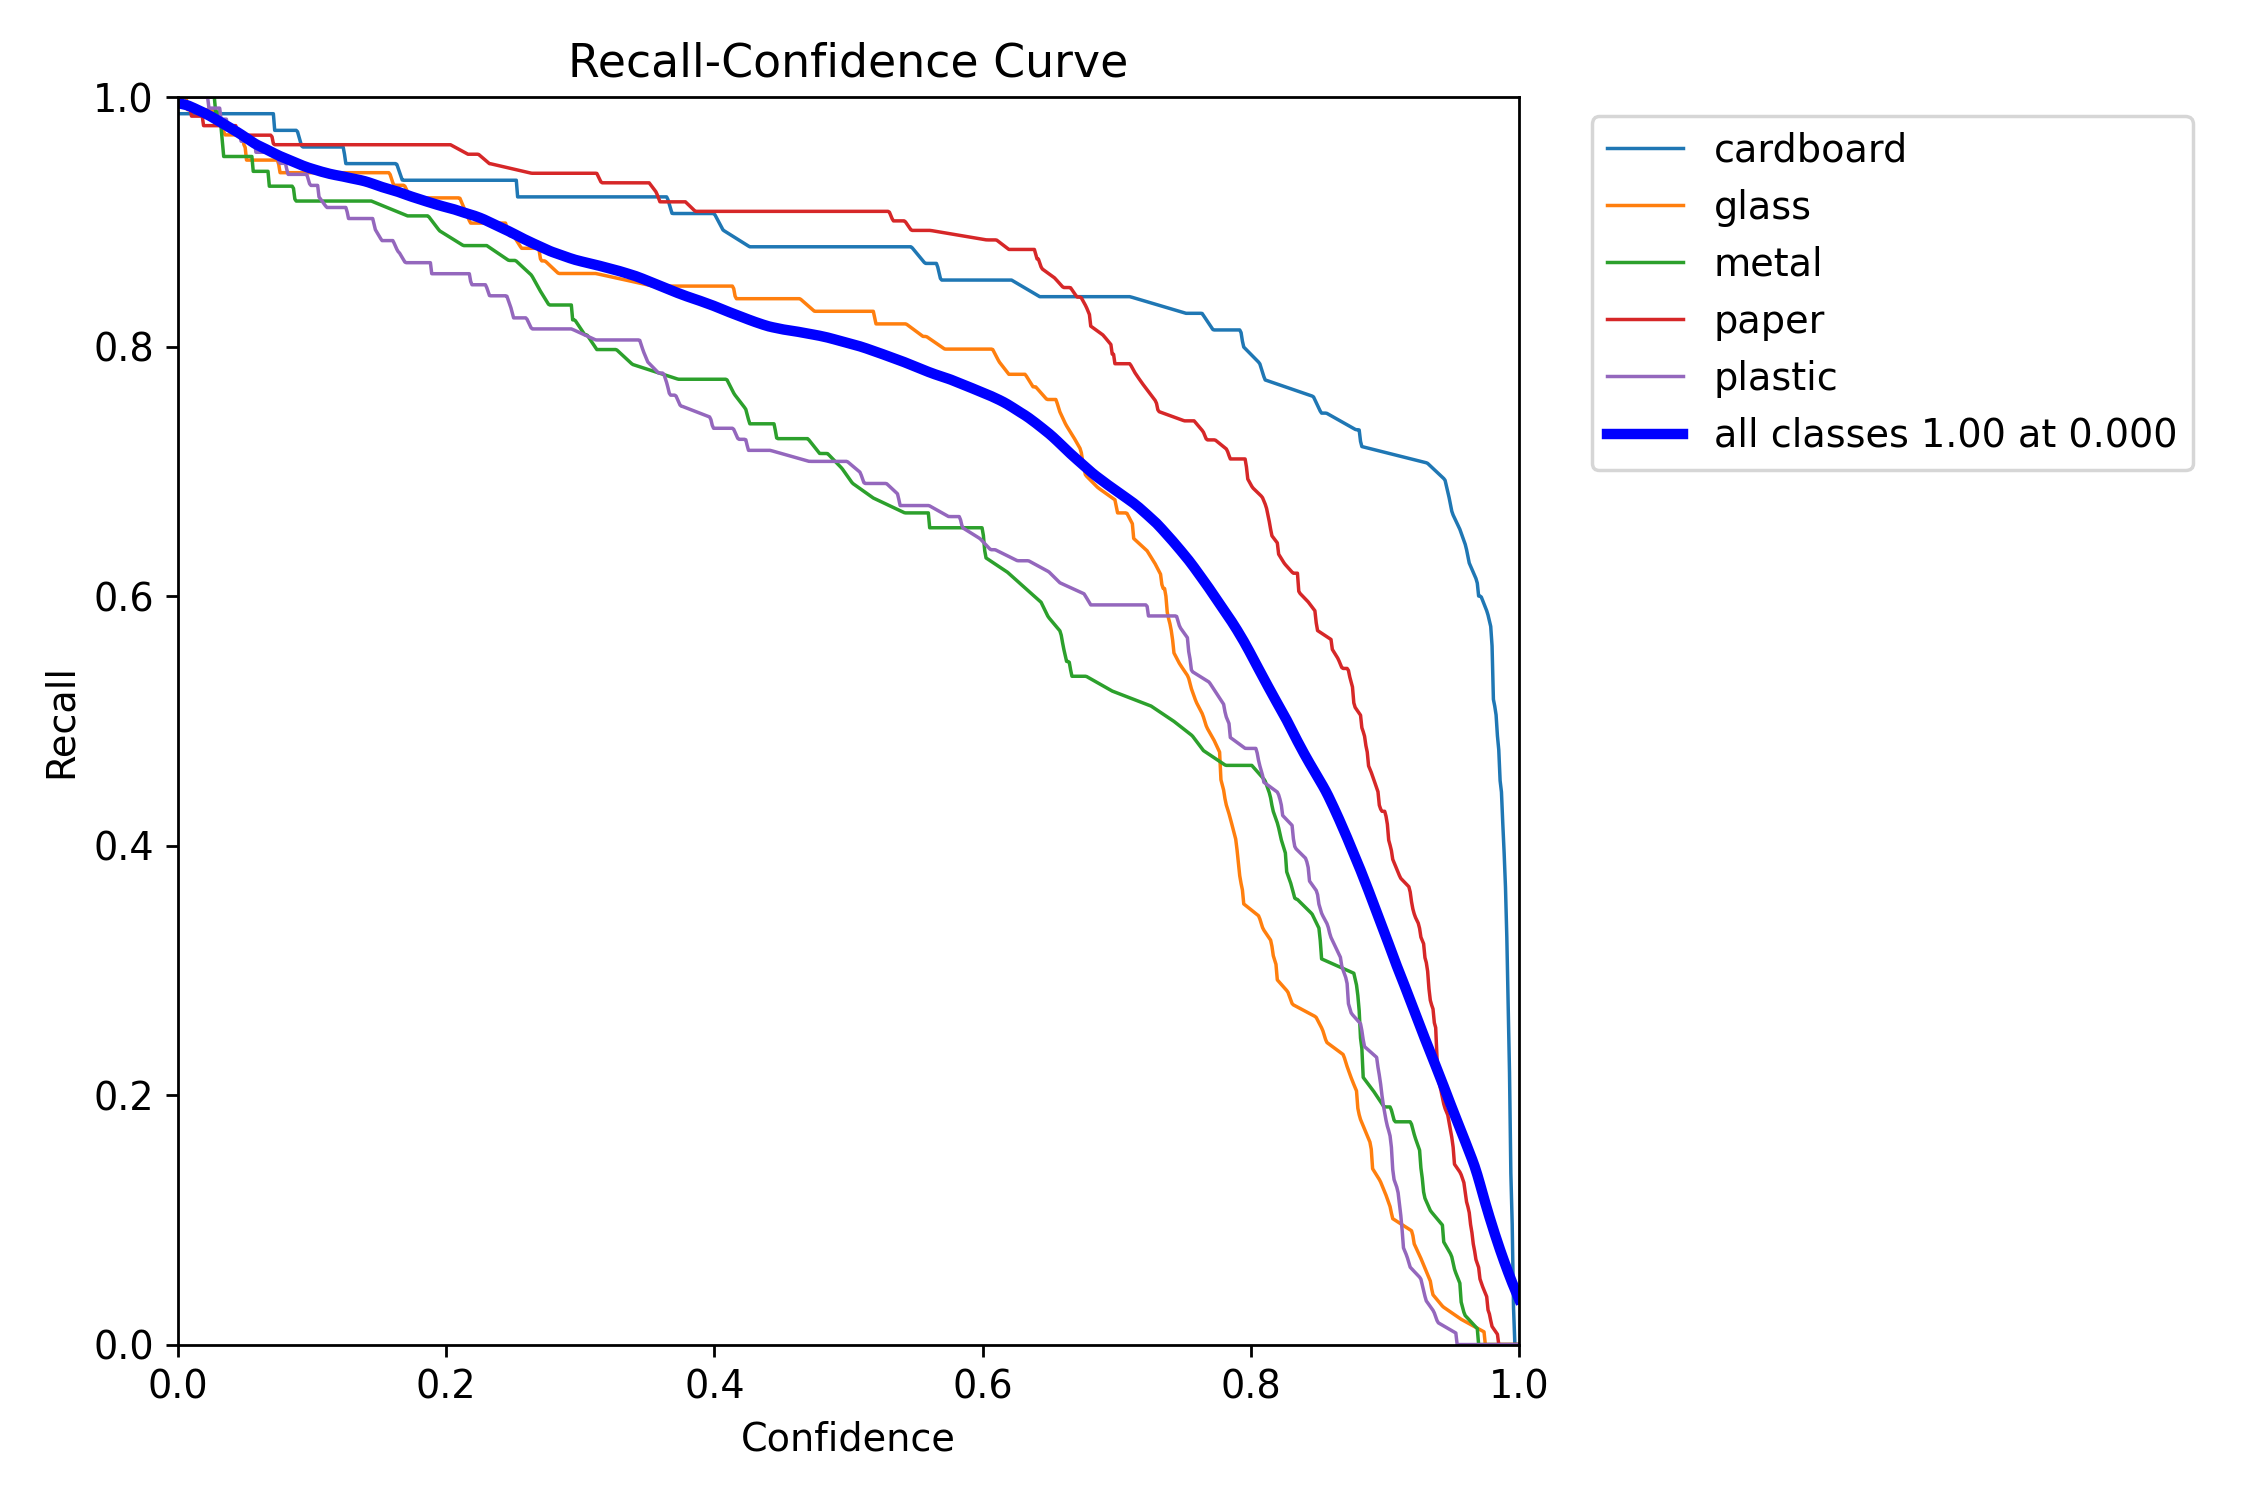 Recall-Confidence Curve
1.0
0.8
0.6
0.4
0.2
0.0
Recall
0.0 0.2 0.4 0.6 0.8 1.0
Confidence
cardboard
glass
metal
paper
plastic
all classes 1.00 at 0.000